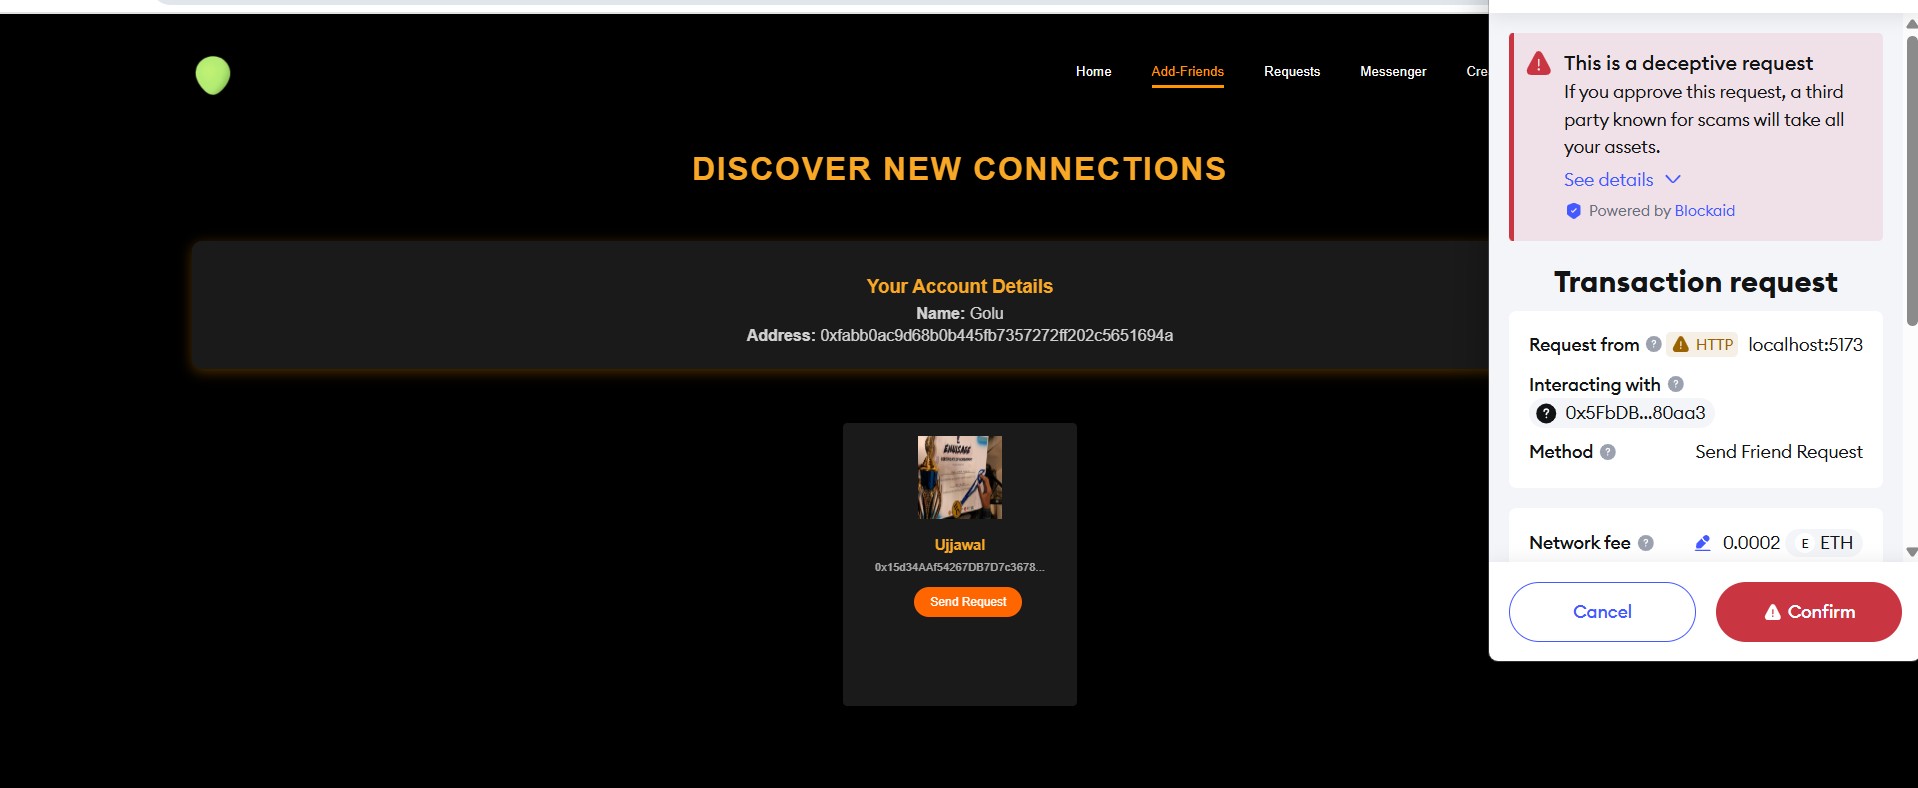 Home
Add-Friends
Requests
Messenger
Cre
DISCOVER NEW CONNECTIONS
Your Account Details
Name: Golu
Address: 0xfabb0ac9d68b0b445fb7357272ff202c5651694a
Ujjawal
0x15d34AAf54267DB7D7c3678...
Send Request
This is a deceptive request
If you approve this request, a third
party known for scams will take all
your assets.
See details
Powered by Blockaid
Transaction request
Request from ? HTTP localhost:5173
Interacting with ?
? 0x5FbDB...80aa3
Method ? Send Friend Request
Network fee ? 0.0002 E ETH
Cancel
Confirm